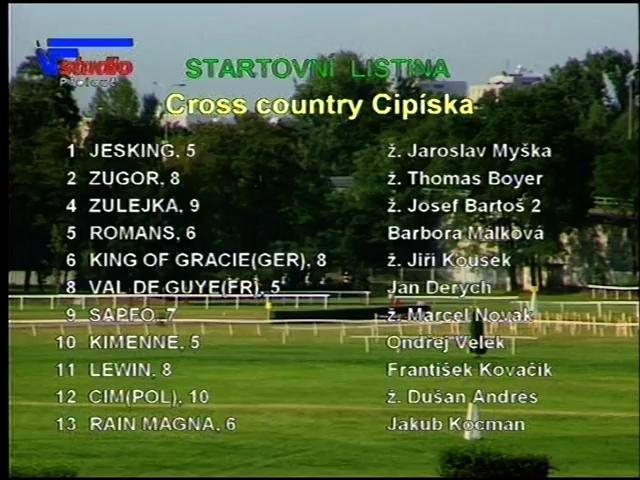 studio
Project
STARTOVNÍ LISTINA
Cross country Cipíska
1 JESKING, 5 ž. Jaroslav Myška
2 ZUGOR, 8 ž. Thomas Boyer
4 ZULEJKA, 9 ž. Josef Bartoš 2
5 ROMANS, 6 Barbora Málková
6 KING OF GRACIE(GER), 8 ž. Jiří Kousek
8 VAL DE GUYE(FR), 5 Jan Derych
9 SAPFO, 7 ž. Marcel Novák
10 KIMENNE, 5 Ondřej Velek
11 LEWIN, 8 František Kovačik
12 CIM(POL), 10 ž. Dušan Andrés
13 RAIN MAGNA, 6 Jakub Kocman